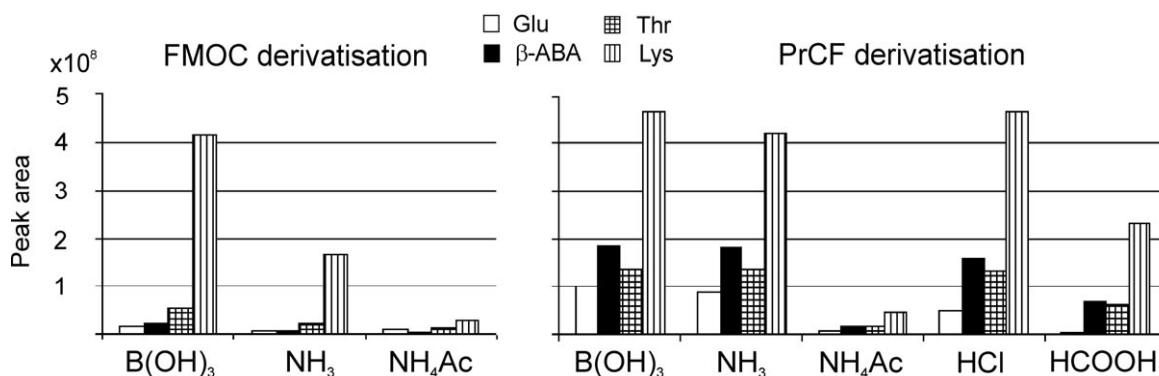 Glu
Thr
β-ABA
Lys
FMOC derivatisation
PrCF derivatisation
x10⁸
Peak area
5
4
3
2
1
B(OH)₃
NH₃
NH₄Ac
B(OH)₃
NH₃
NH₄Ac
HCl
HCOOH